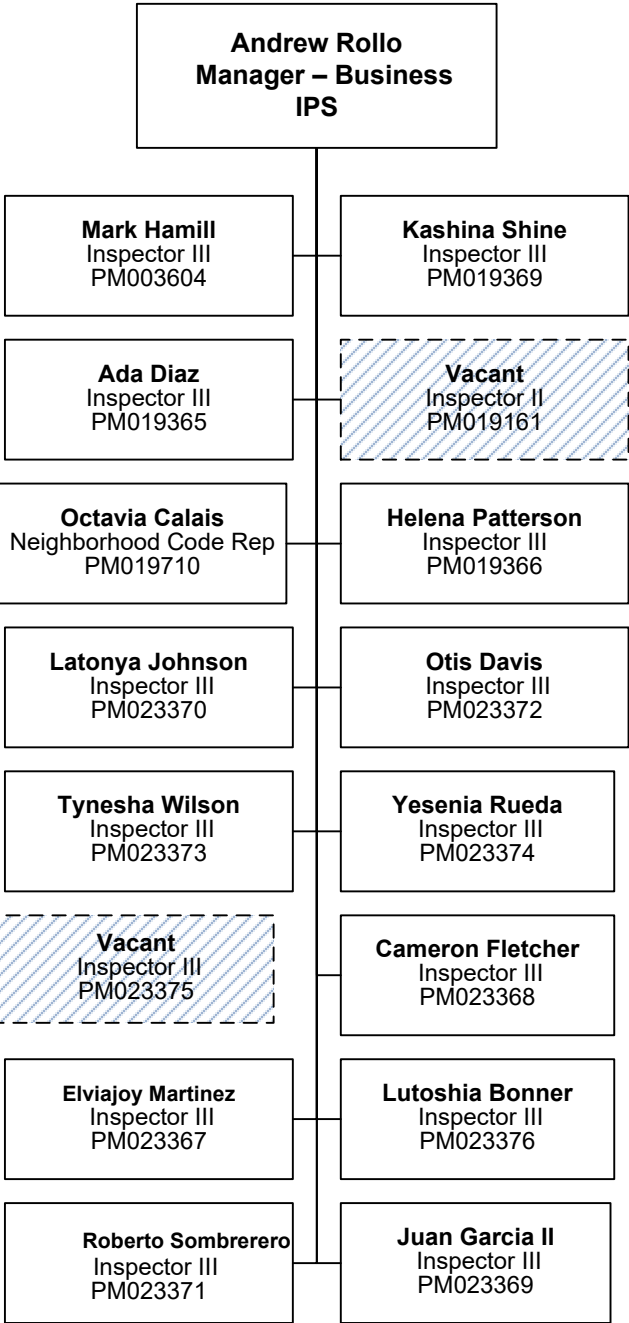 Andrew Rollo
Manager – Business
IPS
Mark Hamill
Inspector III
PM003604
Kashina Shine
Inspector III
PM019369
Ada Diaz
Inspector III
PM019365
Vacant
Inspector II
PM019161
Octavia Calais
Neighborhood Code Rep
PM019710
Helena Patterson
Inspector III
PM019366
Latonya Johnson
Inspector III
PM023370
Otis Davis
Inspector III
PM023372
Tynesha Wilson
Inspector III
PM023373
Yesenia Rueda
Inspector III
PM023374
Vacant
Inspector III
PM023375
Cameron Fletcher
Inspector III
PM023368
Elviajoy Martinez
Inspector III
PM023367
Lutoshia Bonner
Inspector III
PM023376
Roberto Sombrerero
Inspector III
PM023371
Juan Garcia II
Inspector III
PM023369